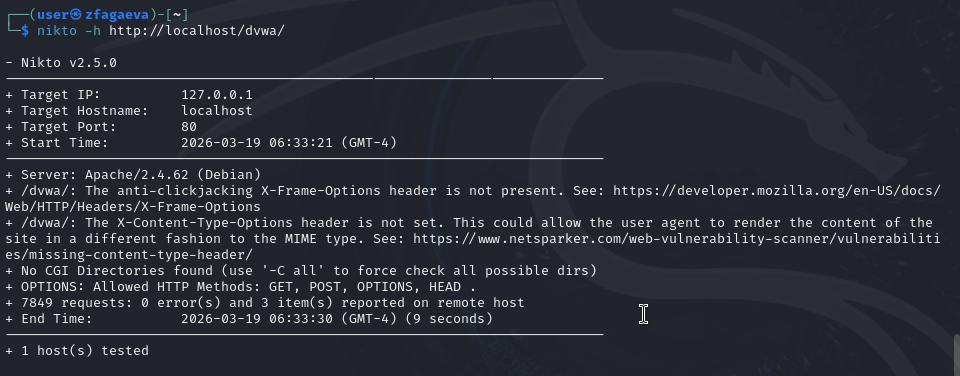 ┌──(user㉿zfagaeva)-[~]
└─$ nikto -h http://localhost/dvwa/
- Nikto v2.5.0
+ Target IP:          127.0.0.1
+ Target Hostname:    localhost
+ Target Port:        80
+ Start Time:         2026-03-19 06:33:21 (GMT-4)
+ Server: Apache/2.4.62 (Debian)
+ /dvwa/: The anti-clickjacking X-Frame-Options header is not present. See: https://developer.mozilla.org/en-US/docs/
Web/HTTP/Headers/X-Frame-Options
+ /dvwa/: The X-Content-Type-Options header is not set. This could allow the user agent to render the content of the
site in a different fashion to the MIME type. See: https://www.netsparker.com/web-vulnerability-scanner/vulnerabiliti
es/missing-content-type-header/
+ No CGI Directories found (use '-C all' to force check all possible dirs)
+ OPTIONS: Allowed HTTP Methods: GET, POST, OPTIONS, HEAD .
+ 7849 requests: 0 error(s) and 3 item(s) reported on remote host
+ End Time:           2026-03-19 06:33:30 (GMT-4) (9 seconds)
+ 1 host(s) tested